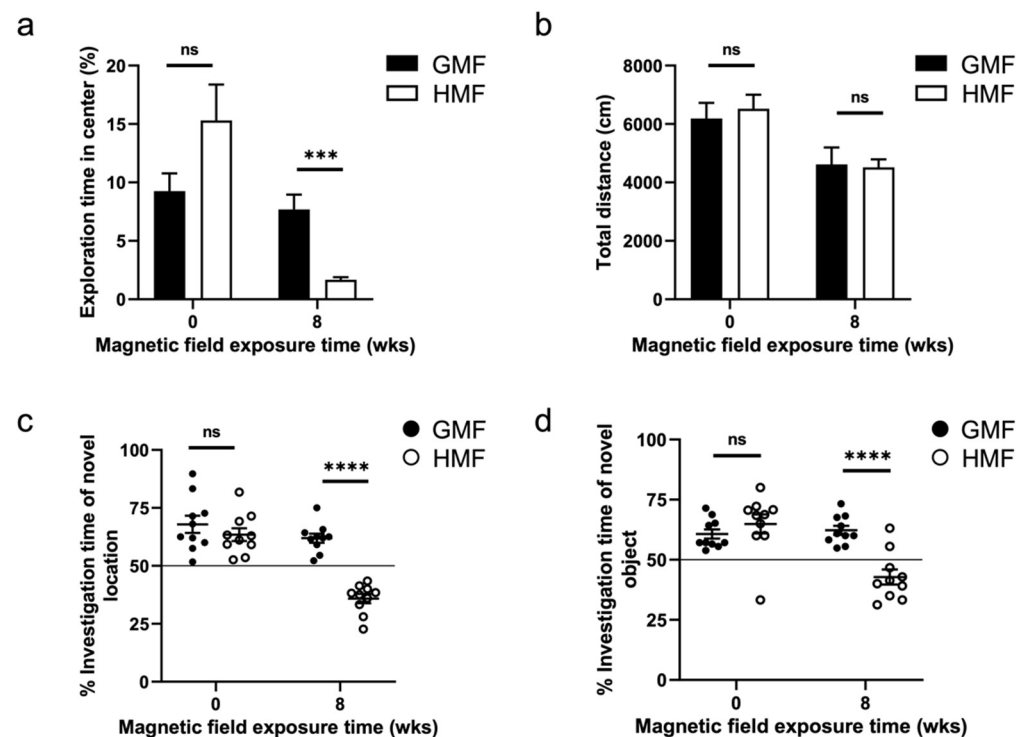 a
Exploration time in center (%)
20
15
10
5
0
ns
***
GMF
HMF
0
8
Magnetic field exposure time (wks)
b
Total distance (cm)
8000
6000
4000
2000
0
ns
ns
GMF
HMF
0
8
Magnetic field exposure time (wks)
c
% Investigation time of novel
location
100
75
50
25
0
ns
****
GMF
HMF
0
8
Magnetic field exposure time (wks)
d
% Investigation time of novel
object
100
75
50
25
0
ns
****
GMF
HMF
0
8
Magnetic field exposure time (wks)